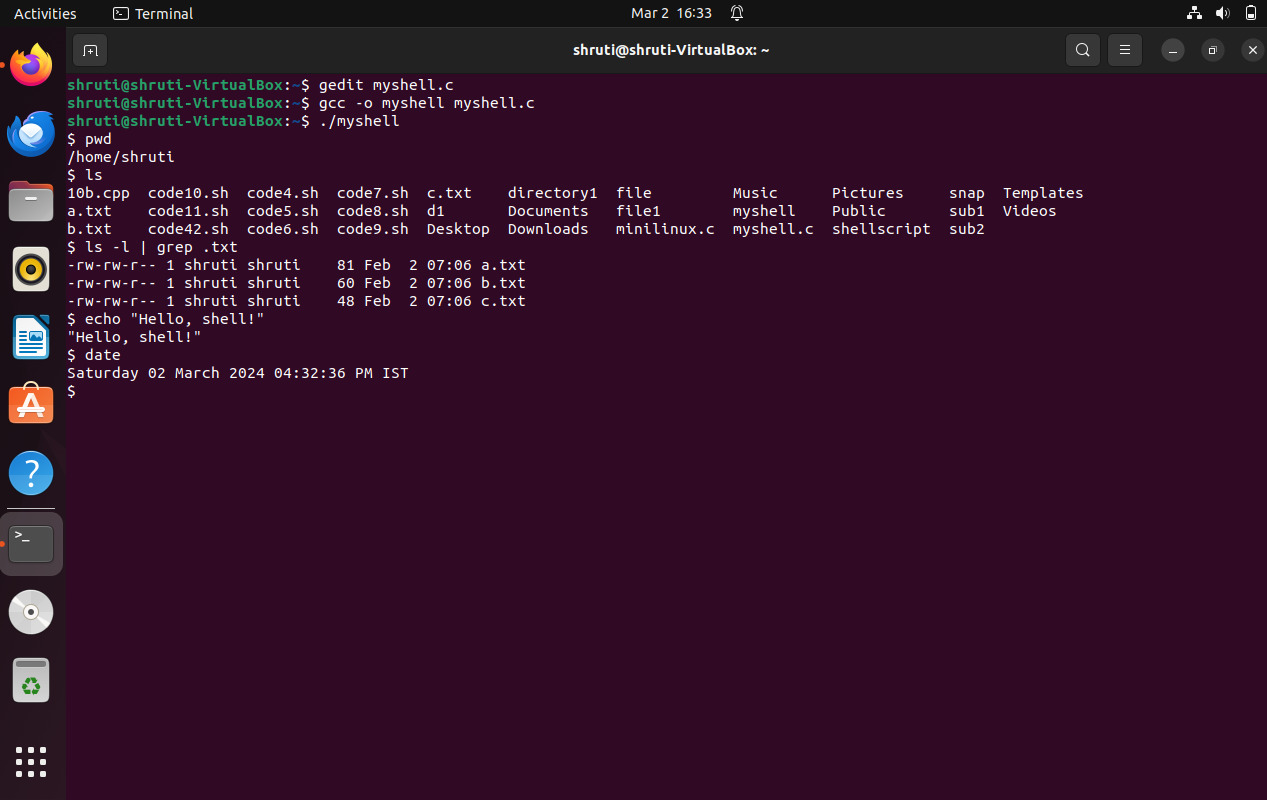 Activities Terminal Mar 2 16:33
shruti@shruti-VirtualBox: ~
shruti@shruti-VirtualBox:~$ gedit myshell.c
shruti@shruti-VirtualBox:~$ gcc -o myshell myshell.c
shruti@shruti-VirtualBox:~$ ./myshell
$ pwd
/home/shruti
$ ls
10b.cpp  code10.sh  code4.sh  code7.sh  c.txt    directory1  file         Music      Pictures     snap  Templates
a.txt    code11.sh  code5.sh  code8.sh  d1       Documents   file1        myshell    Public       sub1  Videos
b.txt    code42.sh  code6.sh  code9.sh  Desktop  Downloads   minilinux.c  myshell.c  shellscript  sub2
$ ls -l | grep .txt
-rw-rw-r-- 1 shruti shruti    81 Feb  2 07:06 a.txt
-rw-rw-r-- 1 shruti shruti    60 Feb  2 07:06 b.txt
-rw-rw-r-- 1 shruti shruti    48 Feb  2 07:06 c.txt
$ echo "Hello, shell!"
"Hello, shell!"
$ date
Saturday 02 March 2024 04:32:36 PM IST
$